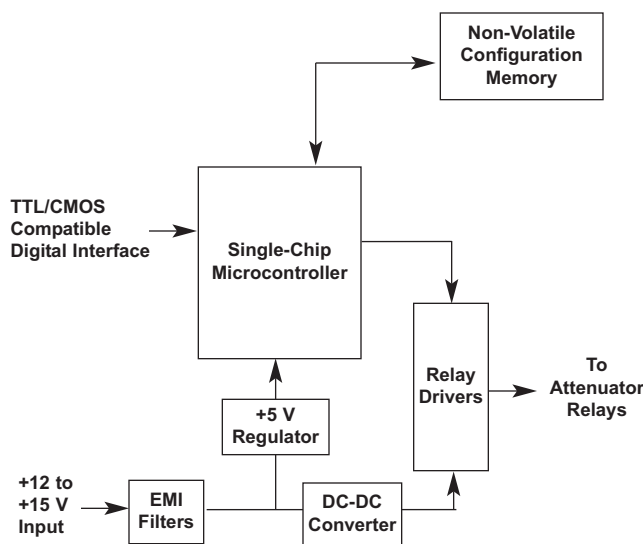 Non-Volatile
Configuration
Memory
TTL/CMOS
Compatible
Digital Interface
Single-Chip
Microcontroller
Relay
Drivers
To
Attenuator
Relays
+5 V
Regulator
+12 to
+15 V
Input
EMI
Filters
DC-DC
Converter